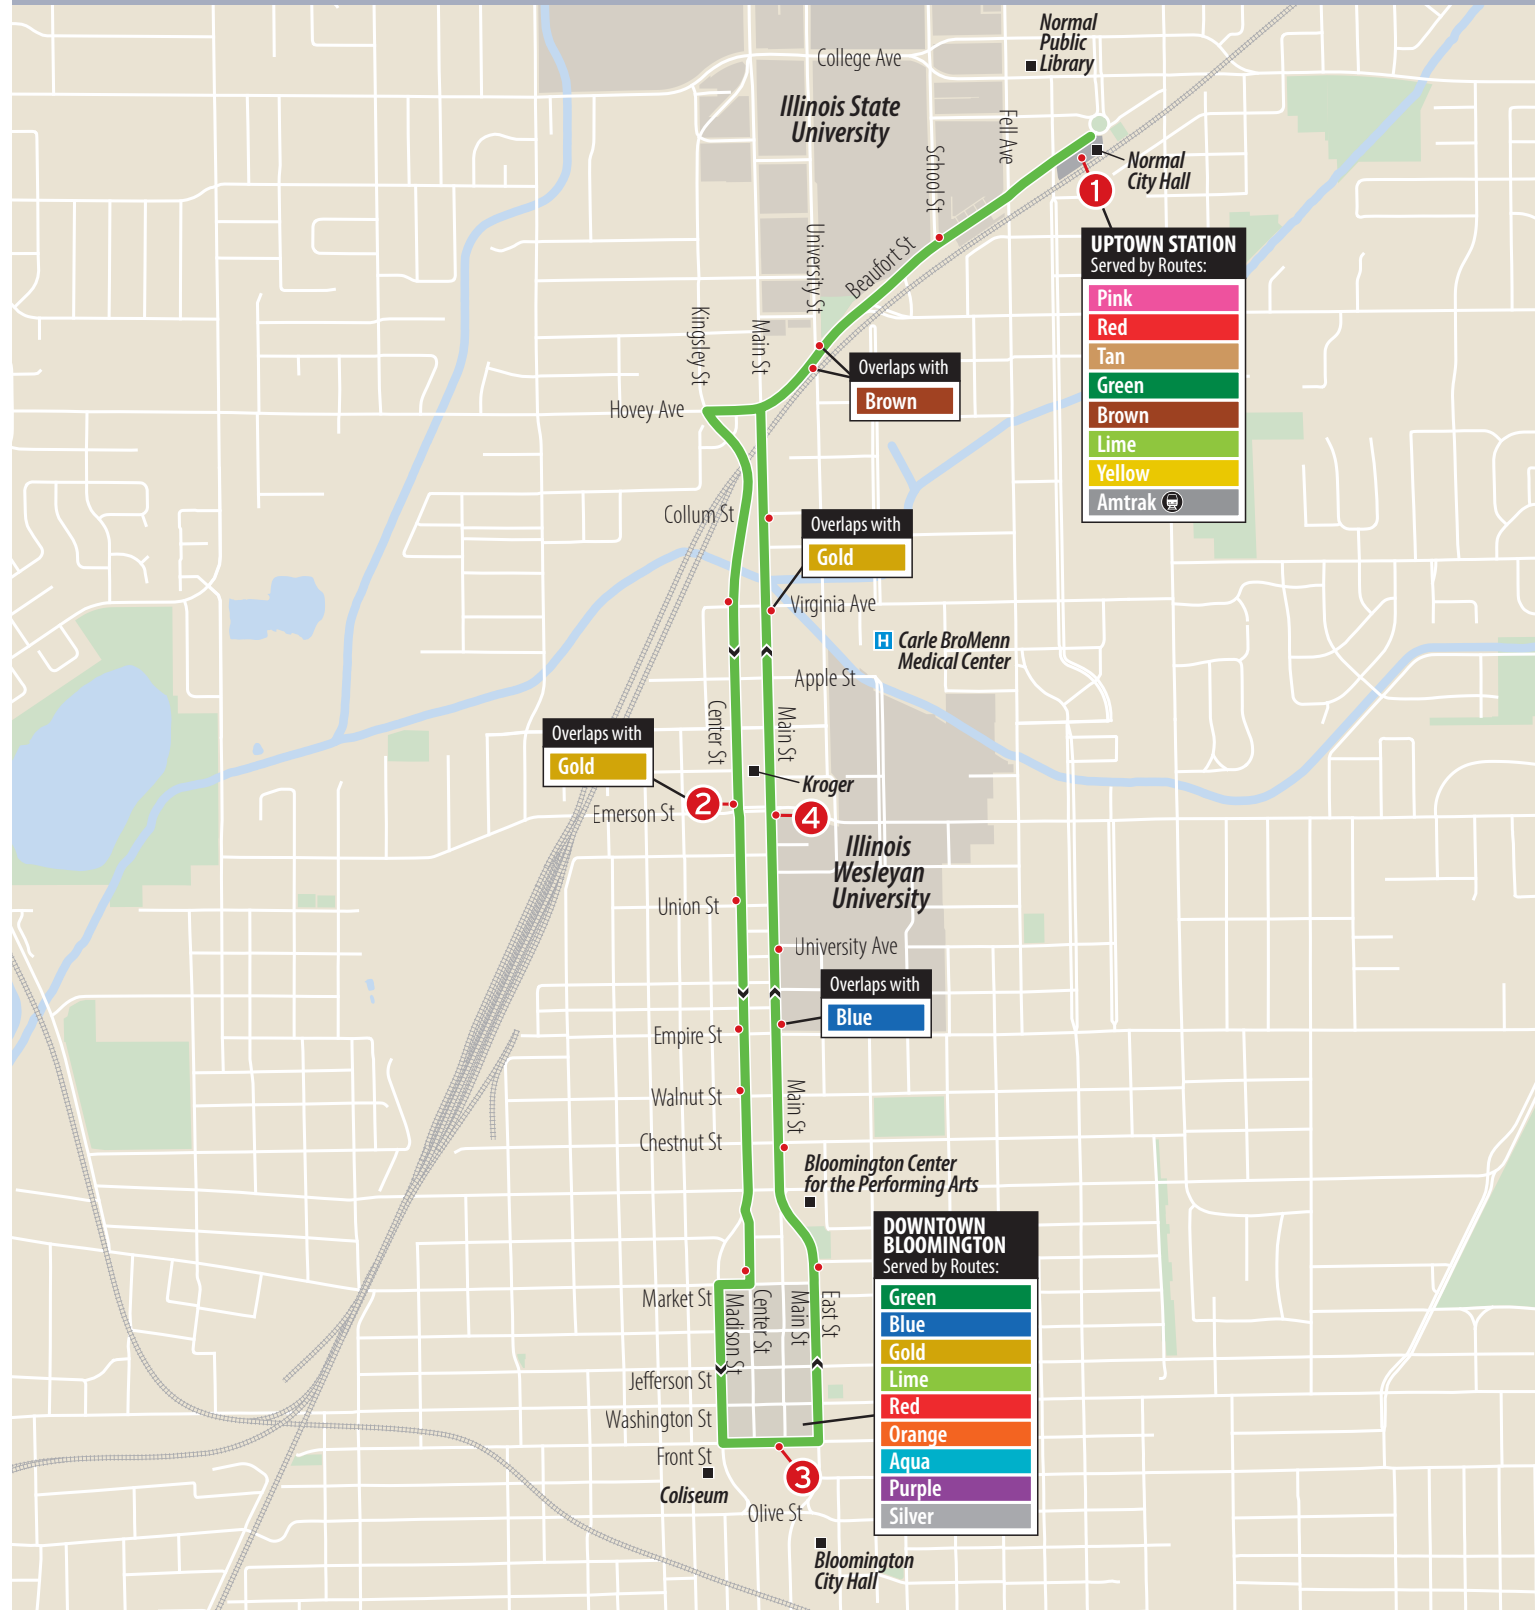 Normal
Public
Library
College Ave
Illinois State
University
Fell Ave
School St
Normal
City Hall
1
UPTOWN STATION
Served by Routes:
Pink
Red
Tan
Green
Brown
Lime
Yellow
Amtrak
University St
Beaufort St
Kingsley St
Main St
Overlaps with
Brown
Hovey Ave
Collum St
Overlaps with
Gold
Virginia Ave
H
Carle BroMenn
Medical Center
Apple St
Center St
Main St
Overlaps with
Gold
Kroger
2
Emerson St
4
Illinois
Wesleyan
University
Union St
University Ave
Overlaps with
Blue
Empire St
Walnut St
Main St
Chestnut St
Bloomington Center
for the Performing Arts
DOWNTOWN
BLOOMINGTON
Served by Routes:
Green
Blue
Gold
Lime
Red
Orange
Aqua
Purple
Silver
Market St
Madison St
Center St
Main St
East St
Jefferson St
Washington St
Front St
3
Coliseum
Olive St
Bloomington
City Hall